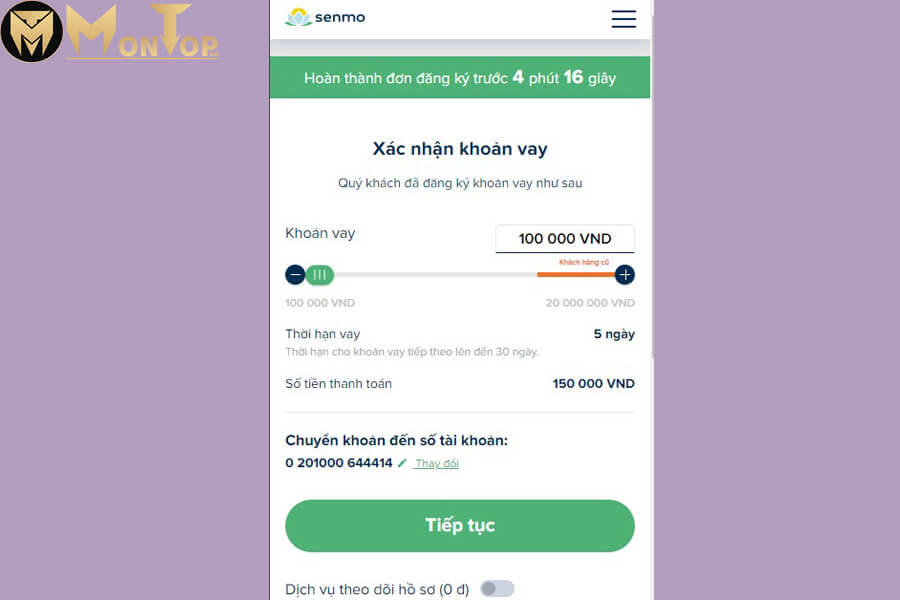 MONTOP
senmo
Hoàn thành đơn đăng ký trước 4 phút 16 giây
Xác nhận khoản vay
Quý khách đã đăng ký khoản vay như sau
Khoản vay
100 000 VND
Khách hàng cũ
100 000 VND
20 000 000 VND
Thời hạn vay
5 ngày
Thời hạn cho khoản vay tiếp theo lên đến 30 ngày.
Số tiền thanh toán
150 000 VND
Chuyển khoản đến số tài khoản:
0 201000 644414 Thay đổi
Tiếp tục
Dịch vụ theo dõi hồ sơ (0 đ)